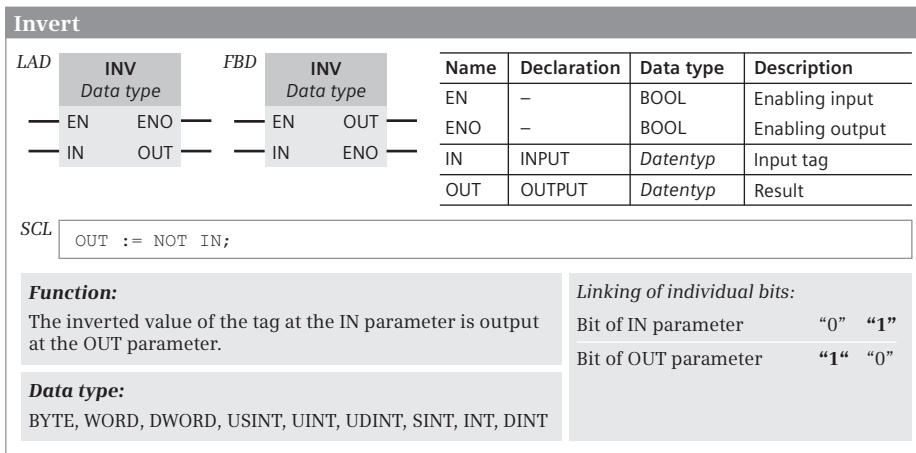 Invert
LAD
INV
Data type
EN ENO
IN OUT
FBD
INV
Data type
EN OUT
IN ENO
Name Declaration Data type Description
EN – BOOL Enabling input
ENO – BOOL Enabling output
IN INPUT Datentyp Input tag
OUT OUTPUT Datentyp Result
SCL
OUT := NOT IN;
Function:
The inverted value of the tag at the IN parameter is output
at the OUT parameter.
Data type:
BYTE, WORD, DWORD, USINT, UINT, UDINT, SINT, INT, DINT
Linking of individual bits:
Bit of IN parameter “0” “1”
Bit of OUT parameter “1“ “0”